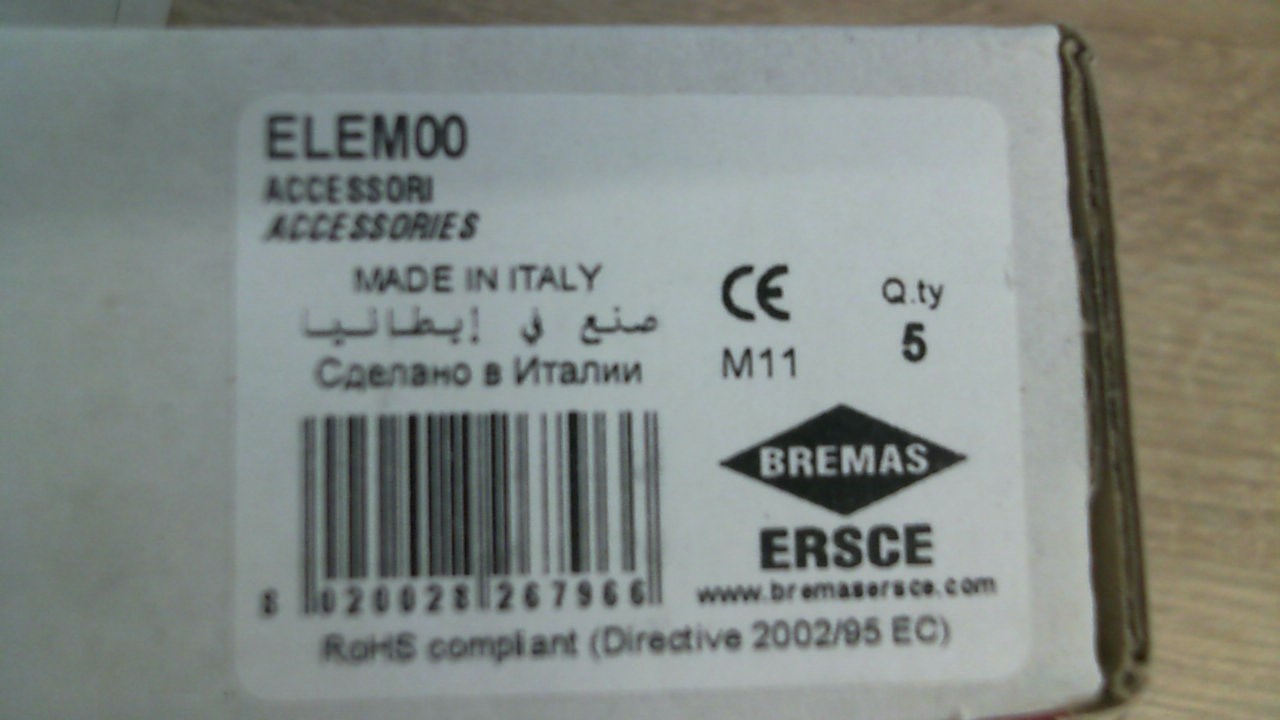 ELEM00
ACCESSORI
ACCESSORIES
MADE IN ITALY
صنع في إيطانيا
Сделано в Италии
CE
M11
Q.ty
5
BREMAS
ERSCE
www.bremasersce.com
8 020028 267966
RoHS compliant (Directive 2002/95 EC)